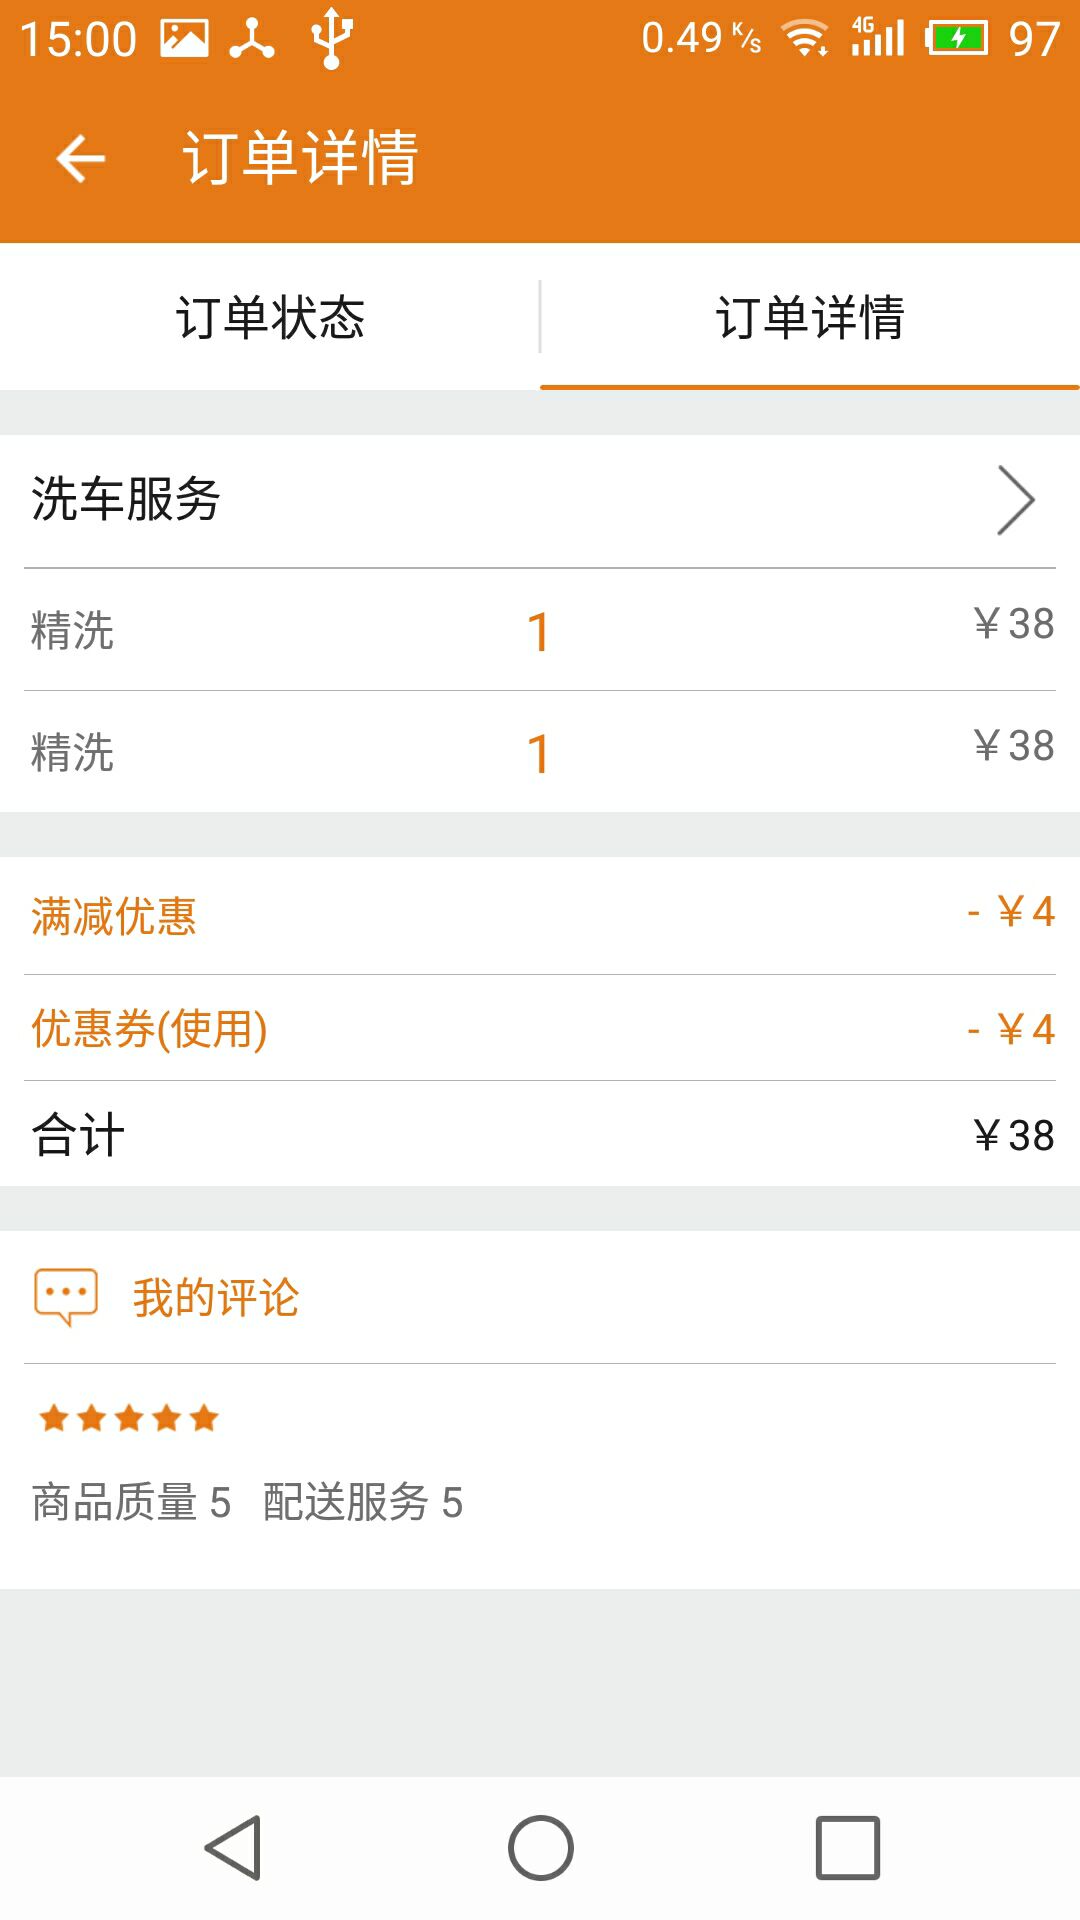 15:00 0.49 K/s 4G 97
订单详情
订单状态 订单详情
洗车服务
精洗 1 ￥38
精洗 1 ￥38
满减优惠 - ￥4
优惠券(使用) - ￥4
合计 ￥38
我的评论
商品质量 5 配送服务 5